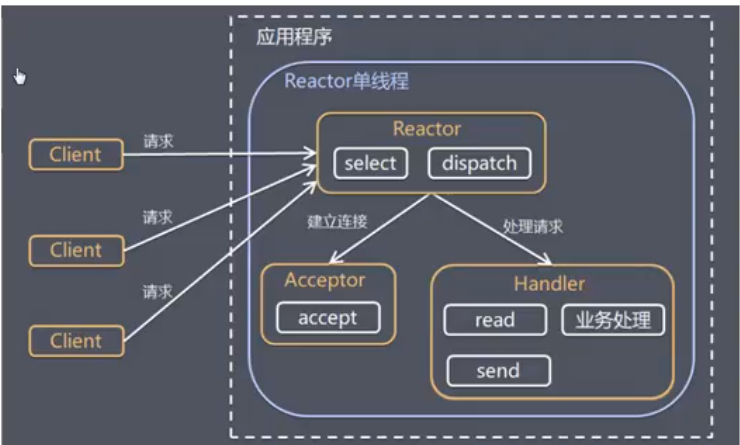 应用程序
Reactor单线程
Reactor
select
dispatch
Client
请求
Client
请求
Client
请求
建立连接
处理请求
Acceptor
accept
Handler
read
业务处理
send